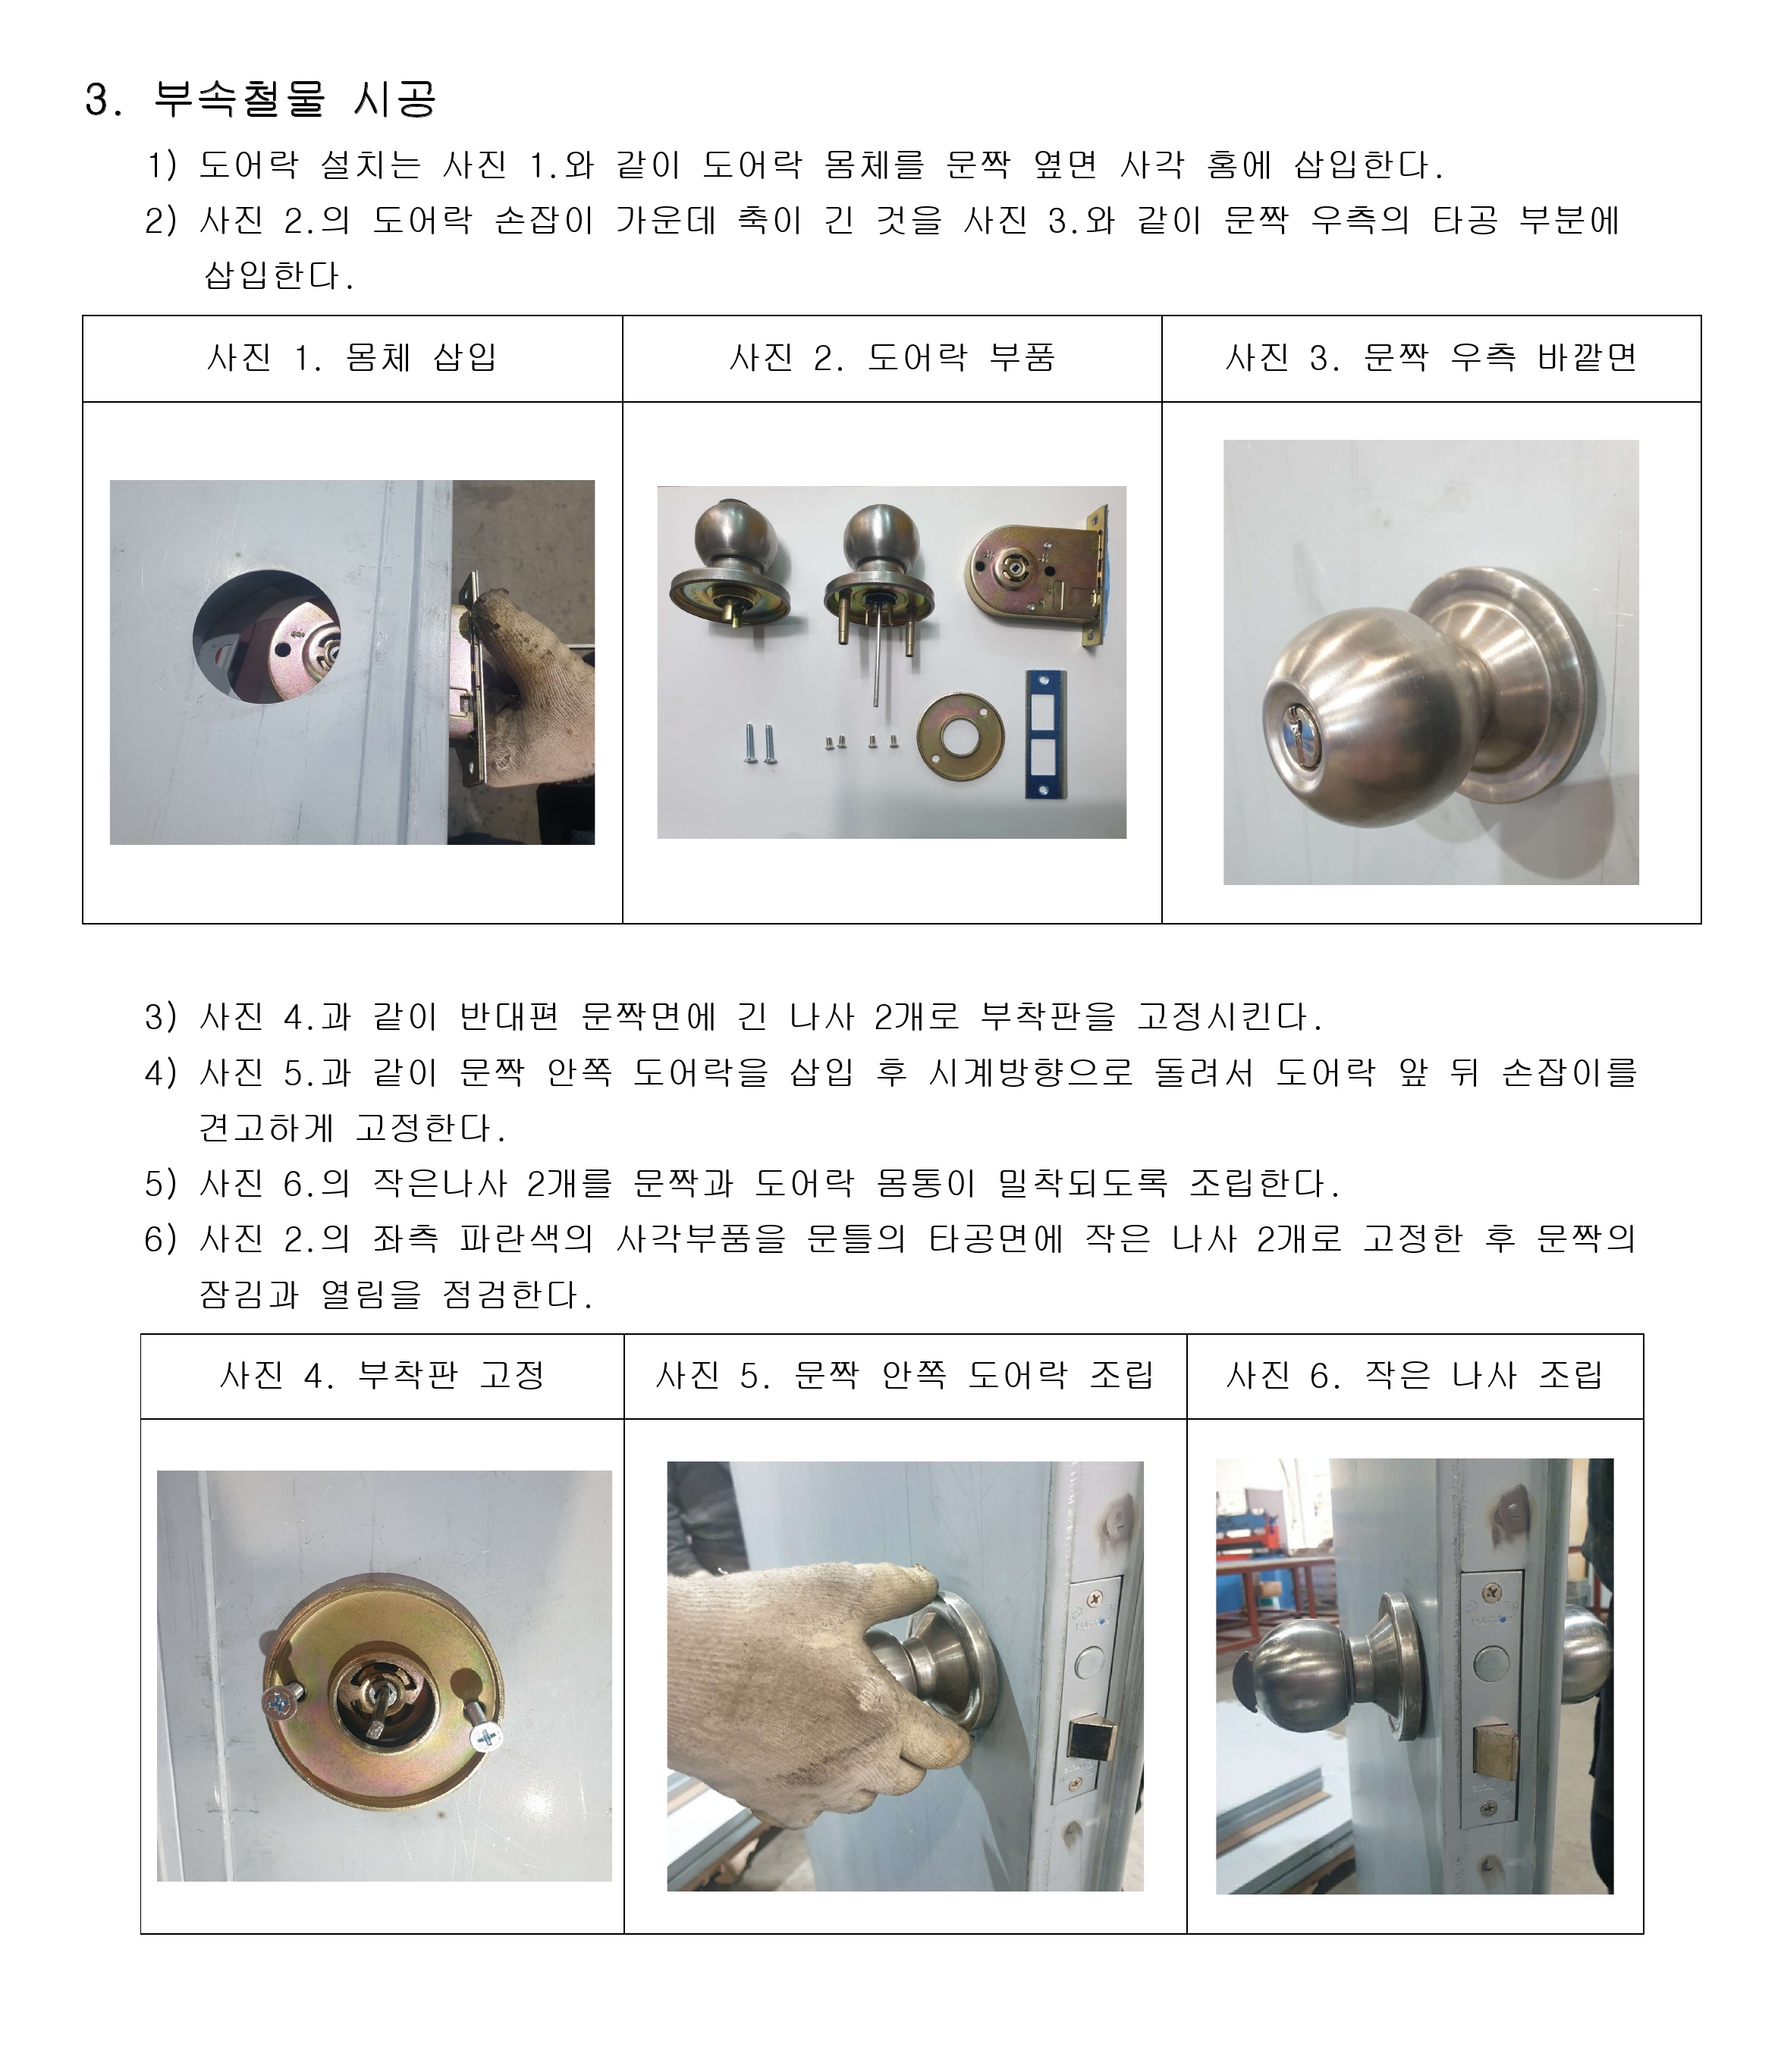 3. 부속철물 시공
1) 도어락 설치는 사진 1.와 같이 도어락 몸체를 문짝 옆면 사각 홈에 삽입한다.
2) 사진 2.의 도어락 손잡이 가운데 축이 긴 것을 사진 3.와 같이 문짝 우측의 타공 부분에
삽입한다.
사진 1. 몸체 삽입
사진 2. 도어락 부품
사진 3. 문짝 우측 바깥면
3) 사진 4.과 같이 반대편 문짝면에 긴 나사 2개로 부착판을 고정시킨다.
4) 사진 5.과 같이 문짝 안쪽 도어락을 삽입 후 시계방향으로 돌려서 도어락 앞 뒤 손잡이를
견고하게 고정한다.
5) 사진 6.의 작은나사 2개를 문짝과 도어락 몸통이 밀착되도록 조립한다.
6) 사진 2.의 좌측 파란색의 사각부품을 문틀의 타공면에 작은 나사 2개로 고정한 후 문짝의
잠김과 열림을 점검한다.
사진 4. 부착판 고정
사진 5. 문짝 안쪽 도어락 조립
사진 6. 작은 나사 조립